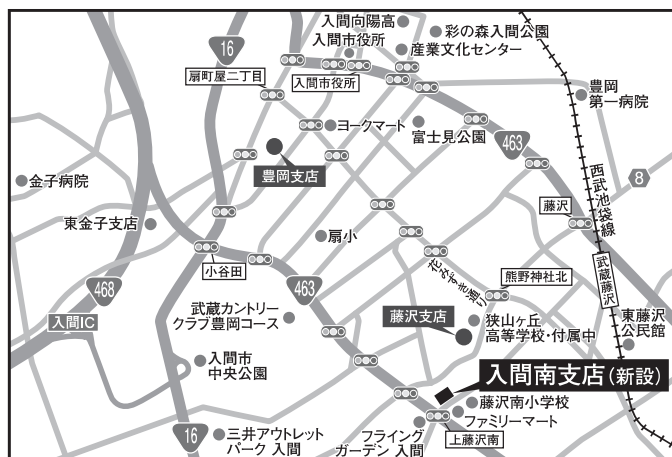 入間向陽高
入間市役所
彩の森入間公園
産業文化センター
16
扇町屋二丁目
入間市役所
豊岡
第一病院
ヨークマート
富士見公園
463
豊岡支店
金子病院
8
西武池袋線
藤沢
東金子支店
扇小
小谷田
花みずき通り
熊野神社北
武蔵藤沢
468
463
入間IC
武蔵カントリー
クラブ豊岡コース
藤沢支店
狭山ヶ丘
高等学校・付属中
東藤沢
公民館
入間市
中央公園
入間南支店(新設)
藤沢南小学校
ファミリーマート
16
三井アウトレット
パーク 入間
フライング
ガーデン 入間
上藤沢南